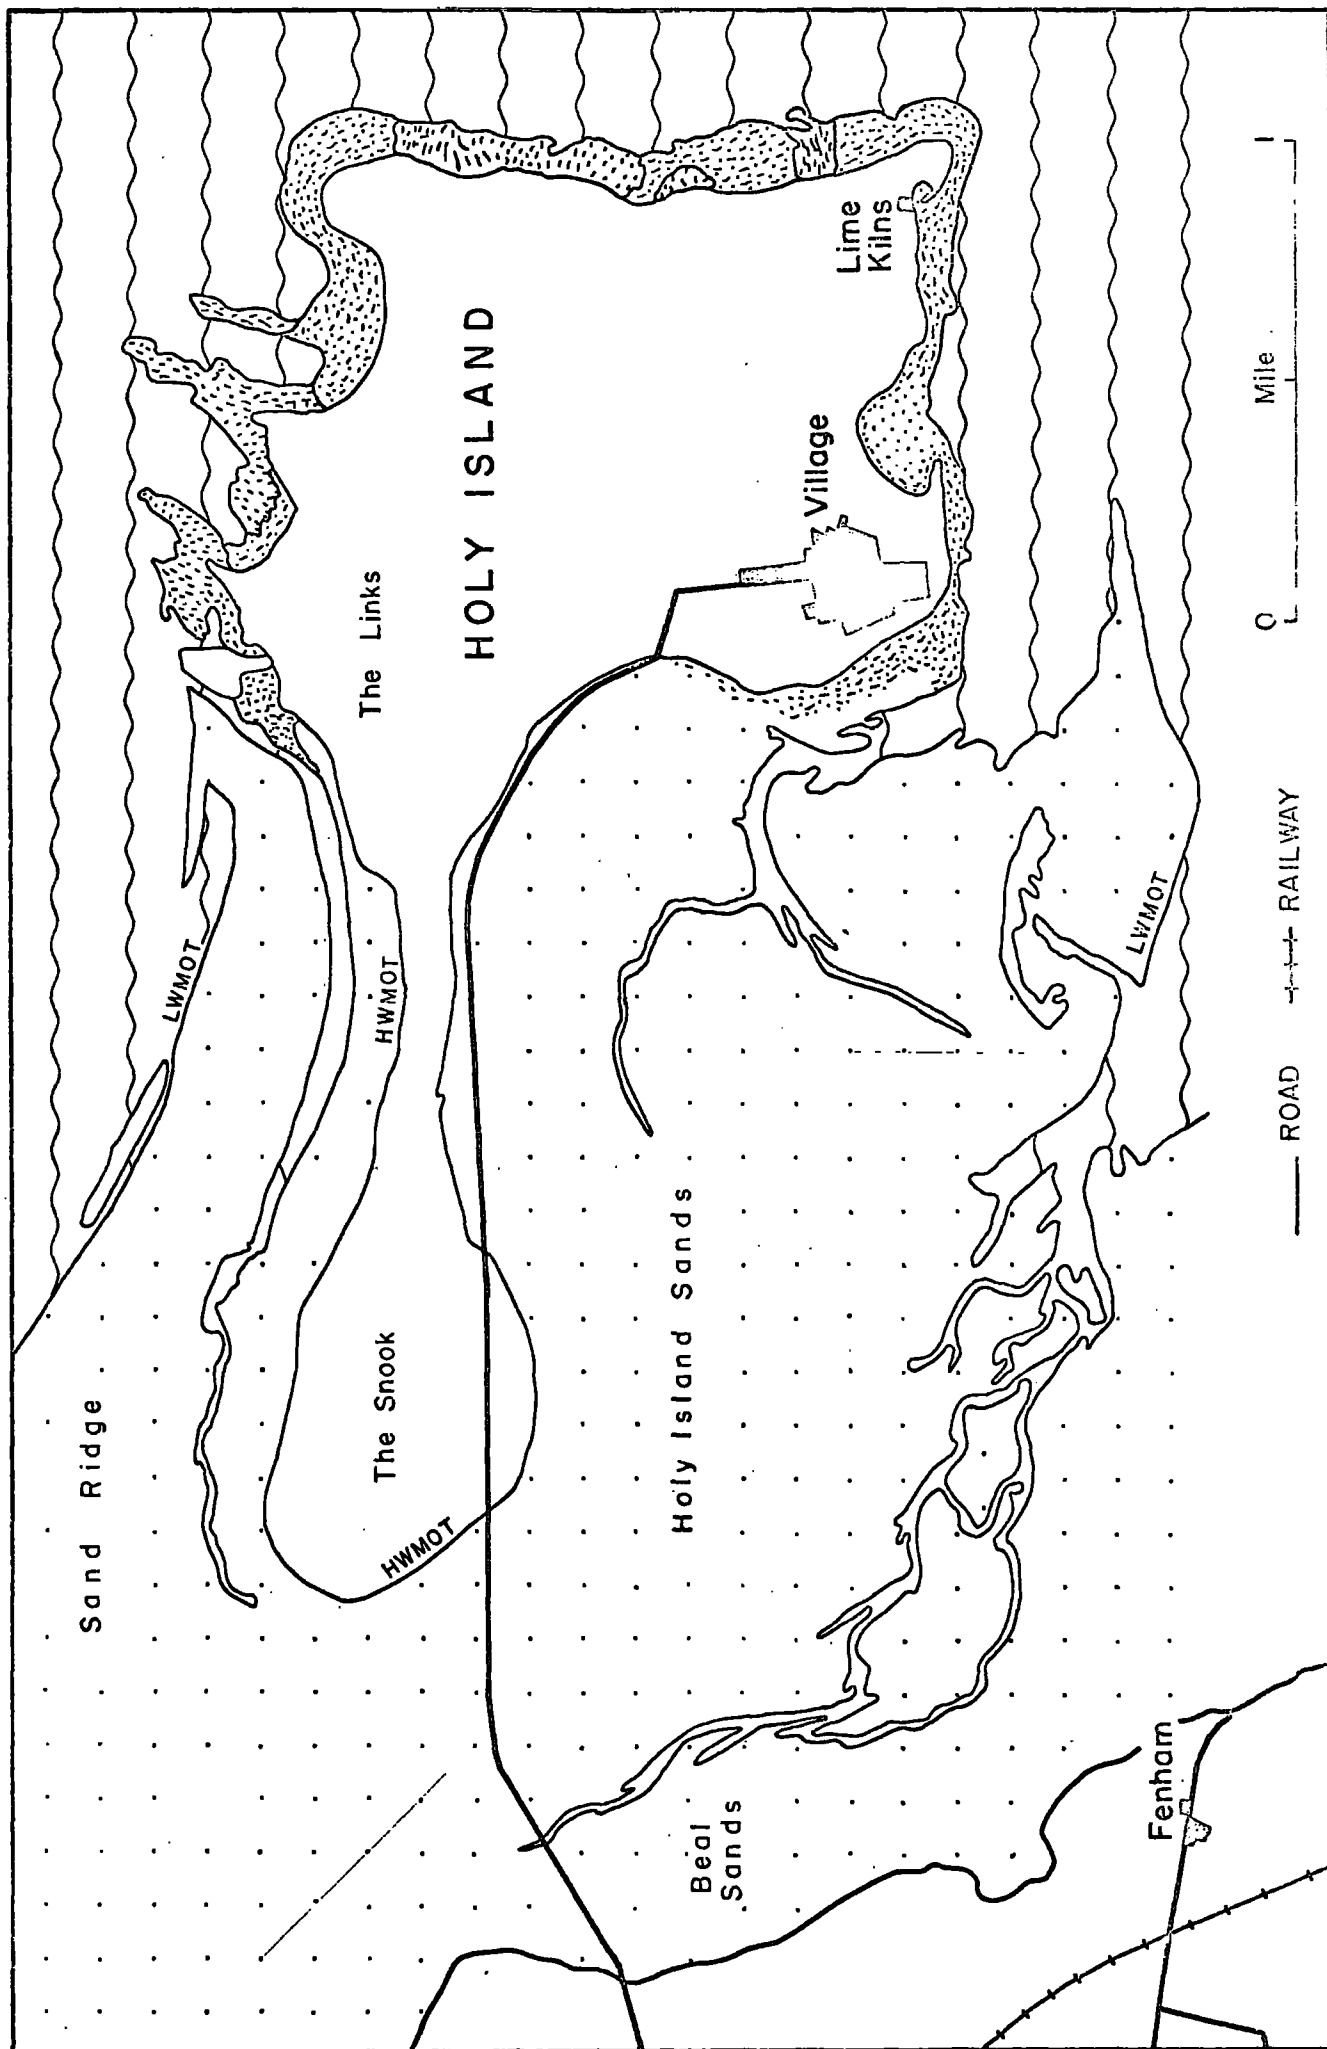 Sand Ridge
LWMOT
The Links
HWMOT
The Snook
HWMOT
HOLY ISLAND
Lime
Kilns
Village
Holy Island Sands
Beal
Sands
LWMOT
Fenham
0 Mile 1
ROAD RAILWAY